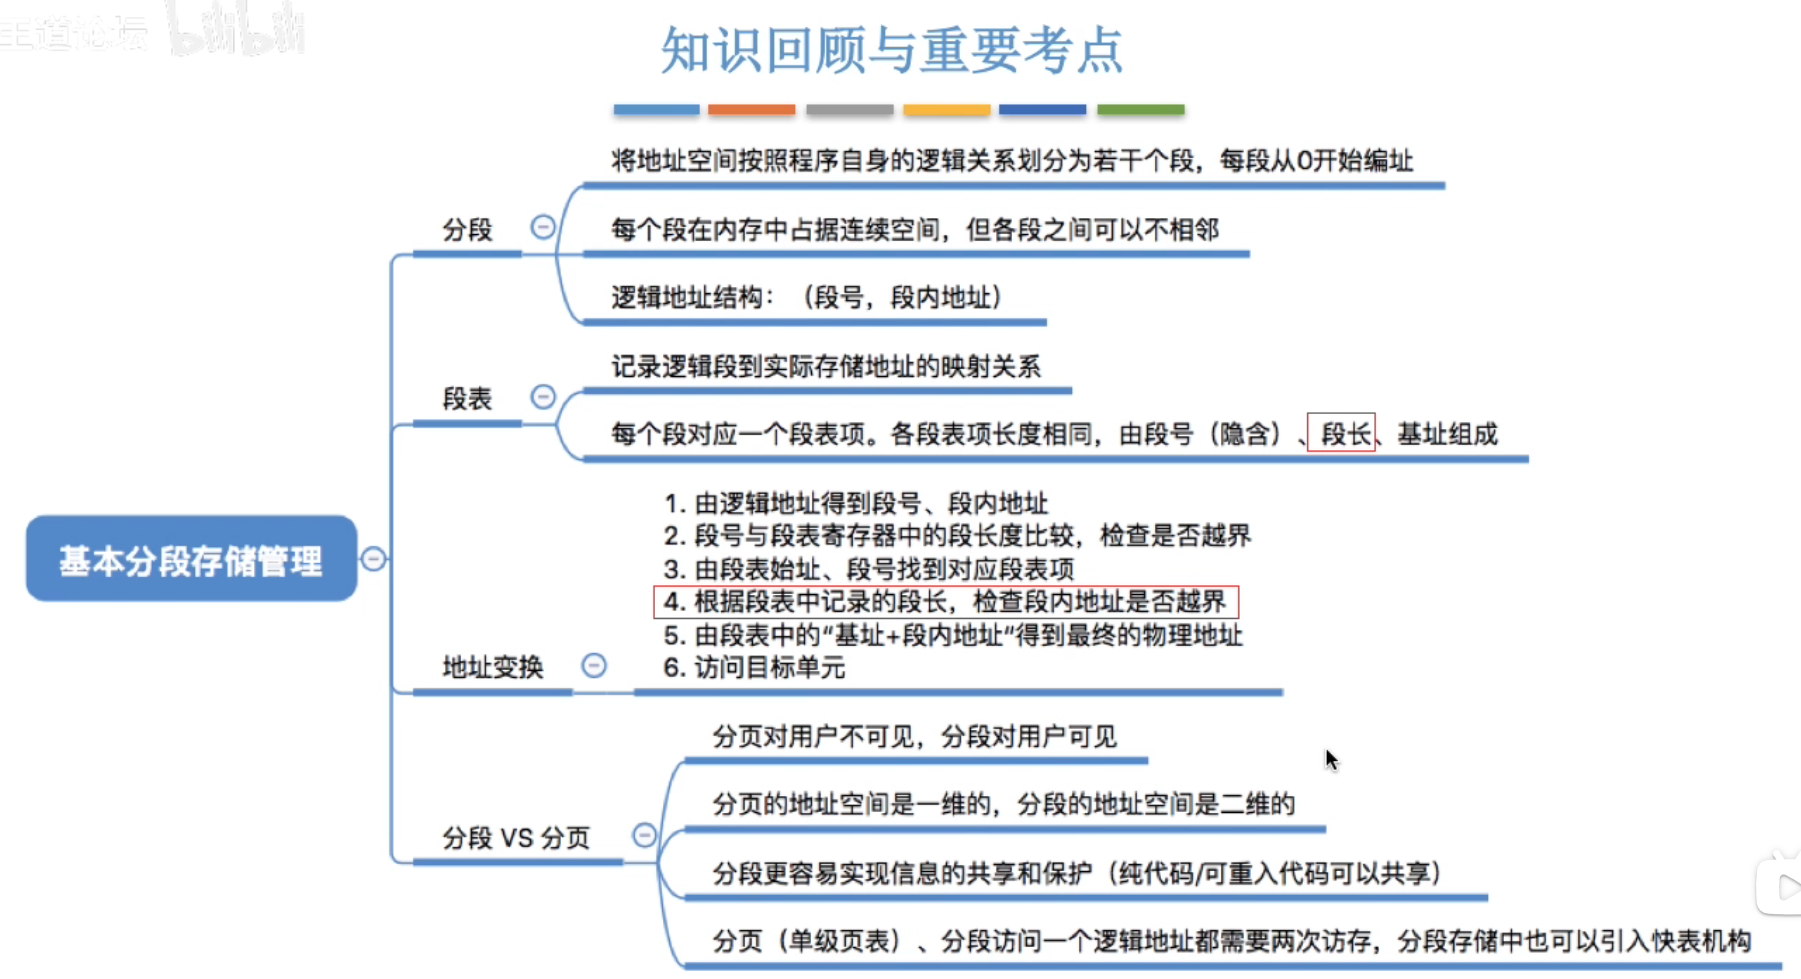 王道论坛 bilibili
知识回顾与重要考点
将地址空间按照程序自身的逻辑关系划分为若干个段，每段从0开始编址
分段
每个段在内存中占据连续空间，但各段之间可以不相邻
逻辑地址结构：（段号，段内地址）
记录逻辑段到实际存储地址的映射关系
段表
每个段对应一个段表项。各段表项长度相同，由段号（隐含）、段长、基址组成
基本分段存储管理
1. 由逻辑地址得到段号、段内地址
2. 段号与段表寄存器中的段长度比较，检查是否越界
3. 由段表始址、段号找到对应段表项
4. 根据段表中记录的段长，检查段内地址是否越界
5. 由段表中的“基址+段内地址”得到最终的物理地址
6. 访问目标单元
地址变换
分页对用户不可见，分段对用户可见
分页的地址空间是一维的，分段的地址空间是二维的
分段 VS 分页
分段更容易实现信息的共享和保护（纯代码/可重入代码可以共享）
分页（单级页表）、分段访问一个逻辑地址都需要两次访存，分段存储中也可以引入快表机构